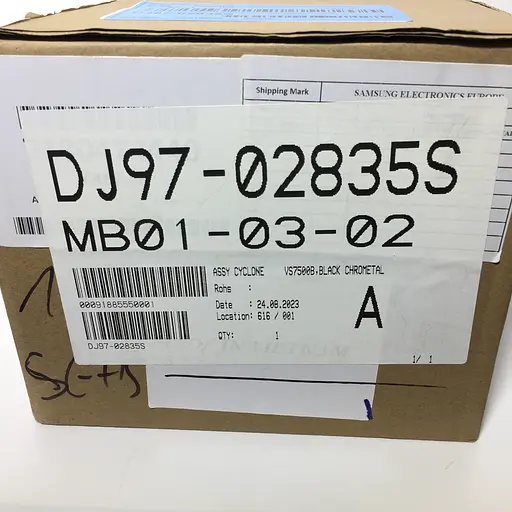 Shipping Mark
SAMSUNG ELECTRONICS EUROPE
DJ97-02835S
MB01-03-02
ASSY CYCLONE VS7500B,BLACK CHROMETAL
Rohs :
Date : 24.08.2023
Location: 616 / 001
QTY: 1
A
00091885550001
DJ97-02835S
1/ 1